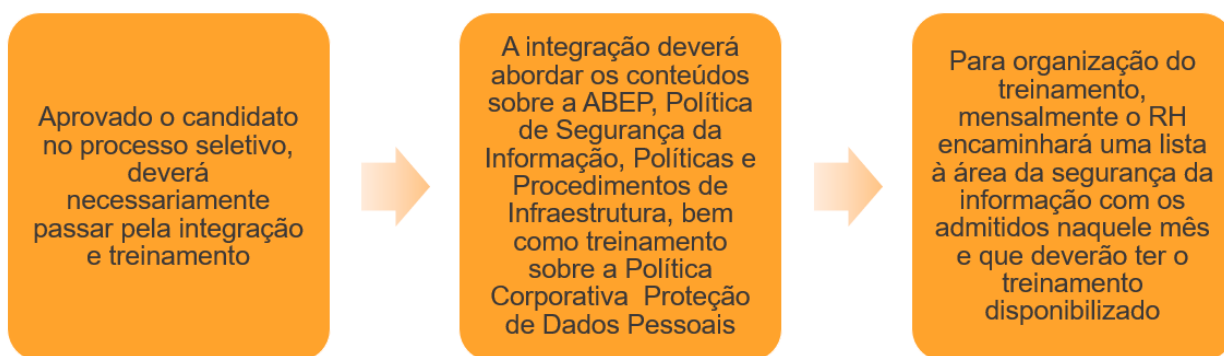 Aprovado o candidato
no processo seletivo,
deverá
necessariamente
passar pela integração
e treinamento
A integração deverá
abordar os conteúdos
sobre a ABEP, Política
de Segurança da
Informação, Políticas e
Procedimentos de
Infraestrutura, bem
como treinamento
sobre a Política
Corporativa Proteção
de Dados Pessoais
Para organização do
treinamento,
mensalmente o RH
encaminhará uma lista
à área da segurança da
informação com os
admitidos naquele mês
e que deverão ter o
treinamento
disponibilizado